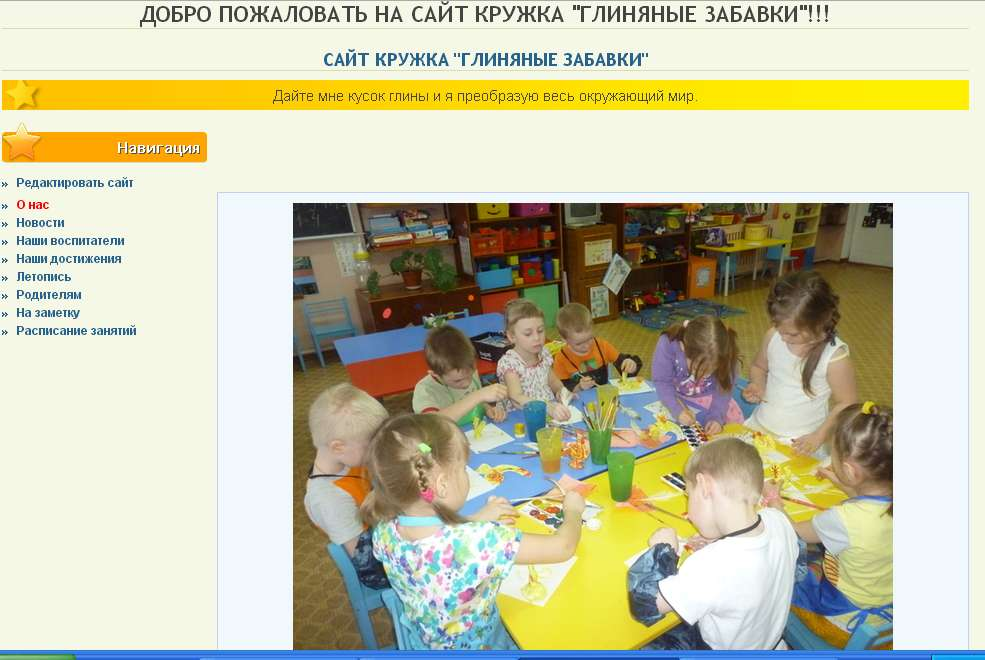 ДОБРО ПОЖАЛОВАТЬ НА САЙТ КРУЖКА "ГЛИНЯНЫЕ ЗАБАВКИ"!!!
САЙТ КРУЖКА "ГЛИНЯНЫЕ ЗАБАВКИ"
Дайте мне кусок глины и я преобразую весь окружающий мир.
Навигация
» Редактировать сайт
» О нас
» Новости
» Наши воспитатели
» Наши достижения
» Летопись
» Родителям
» На заметку
» Расписание занятий